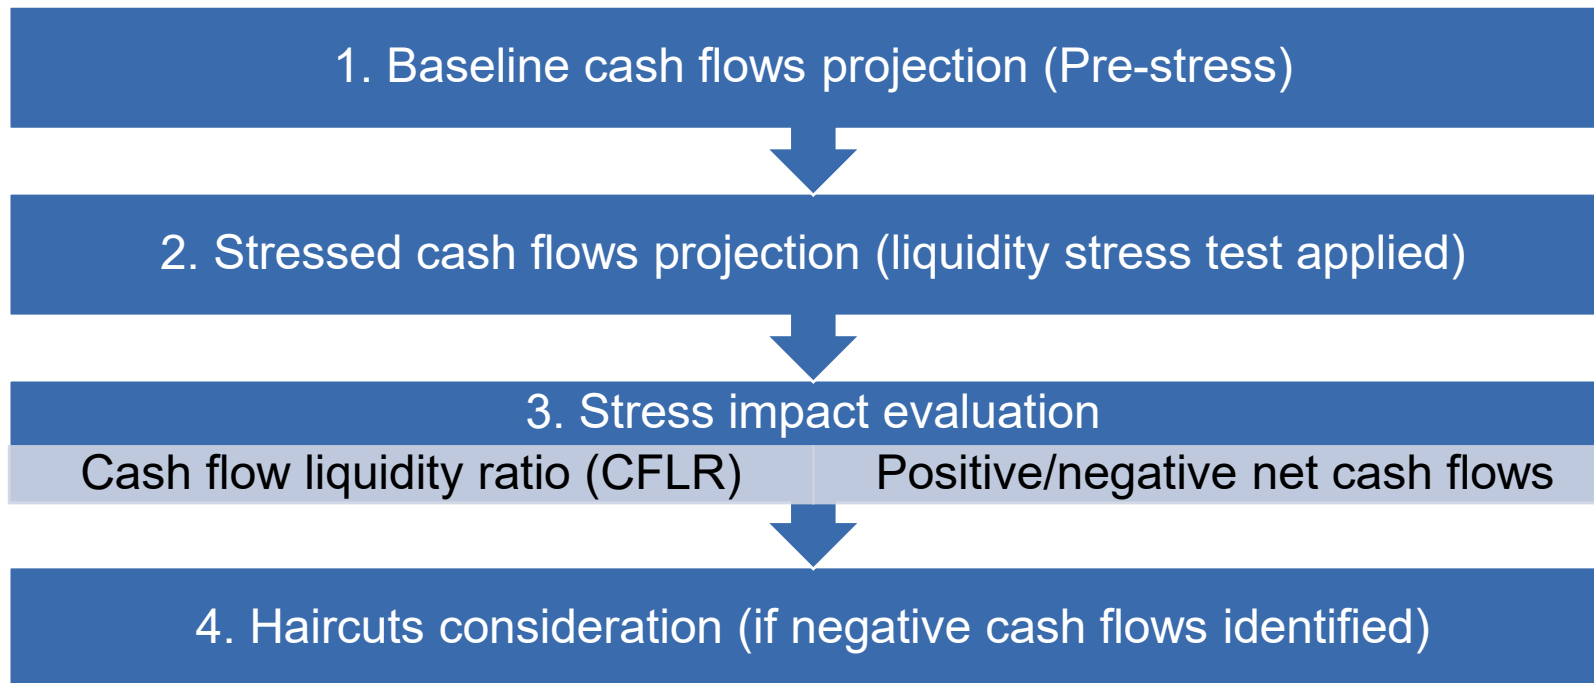 1. Baseline cash flows projection (Pre-stress)
2. Stressed cash flows projection (liquidity stress test applied)
3. Stress impact evaluation
Cash flow liquidity ratio (CFLR)
Positive/negative net cash flows
4. Haircuts consideration (if negative cash flows identified)